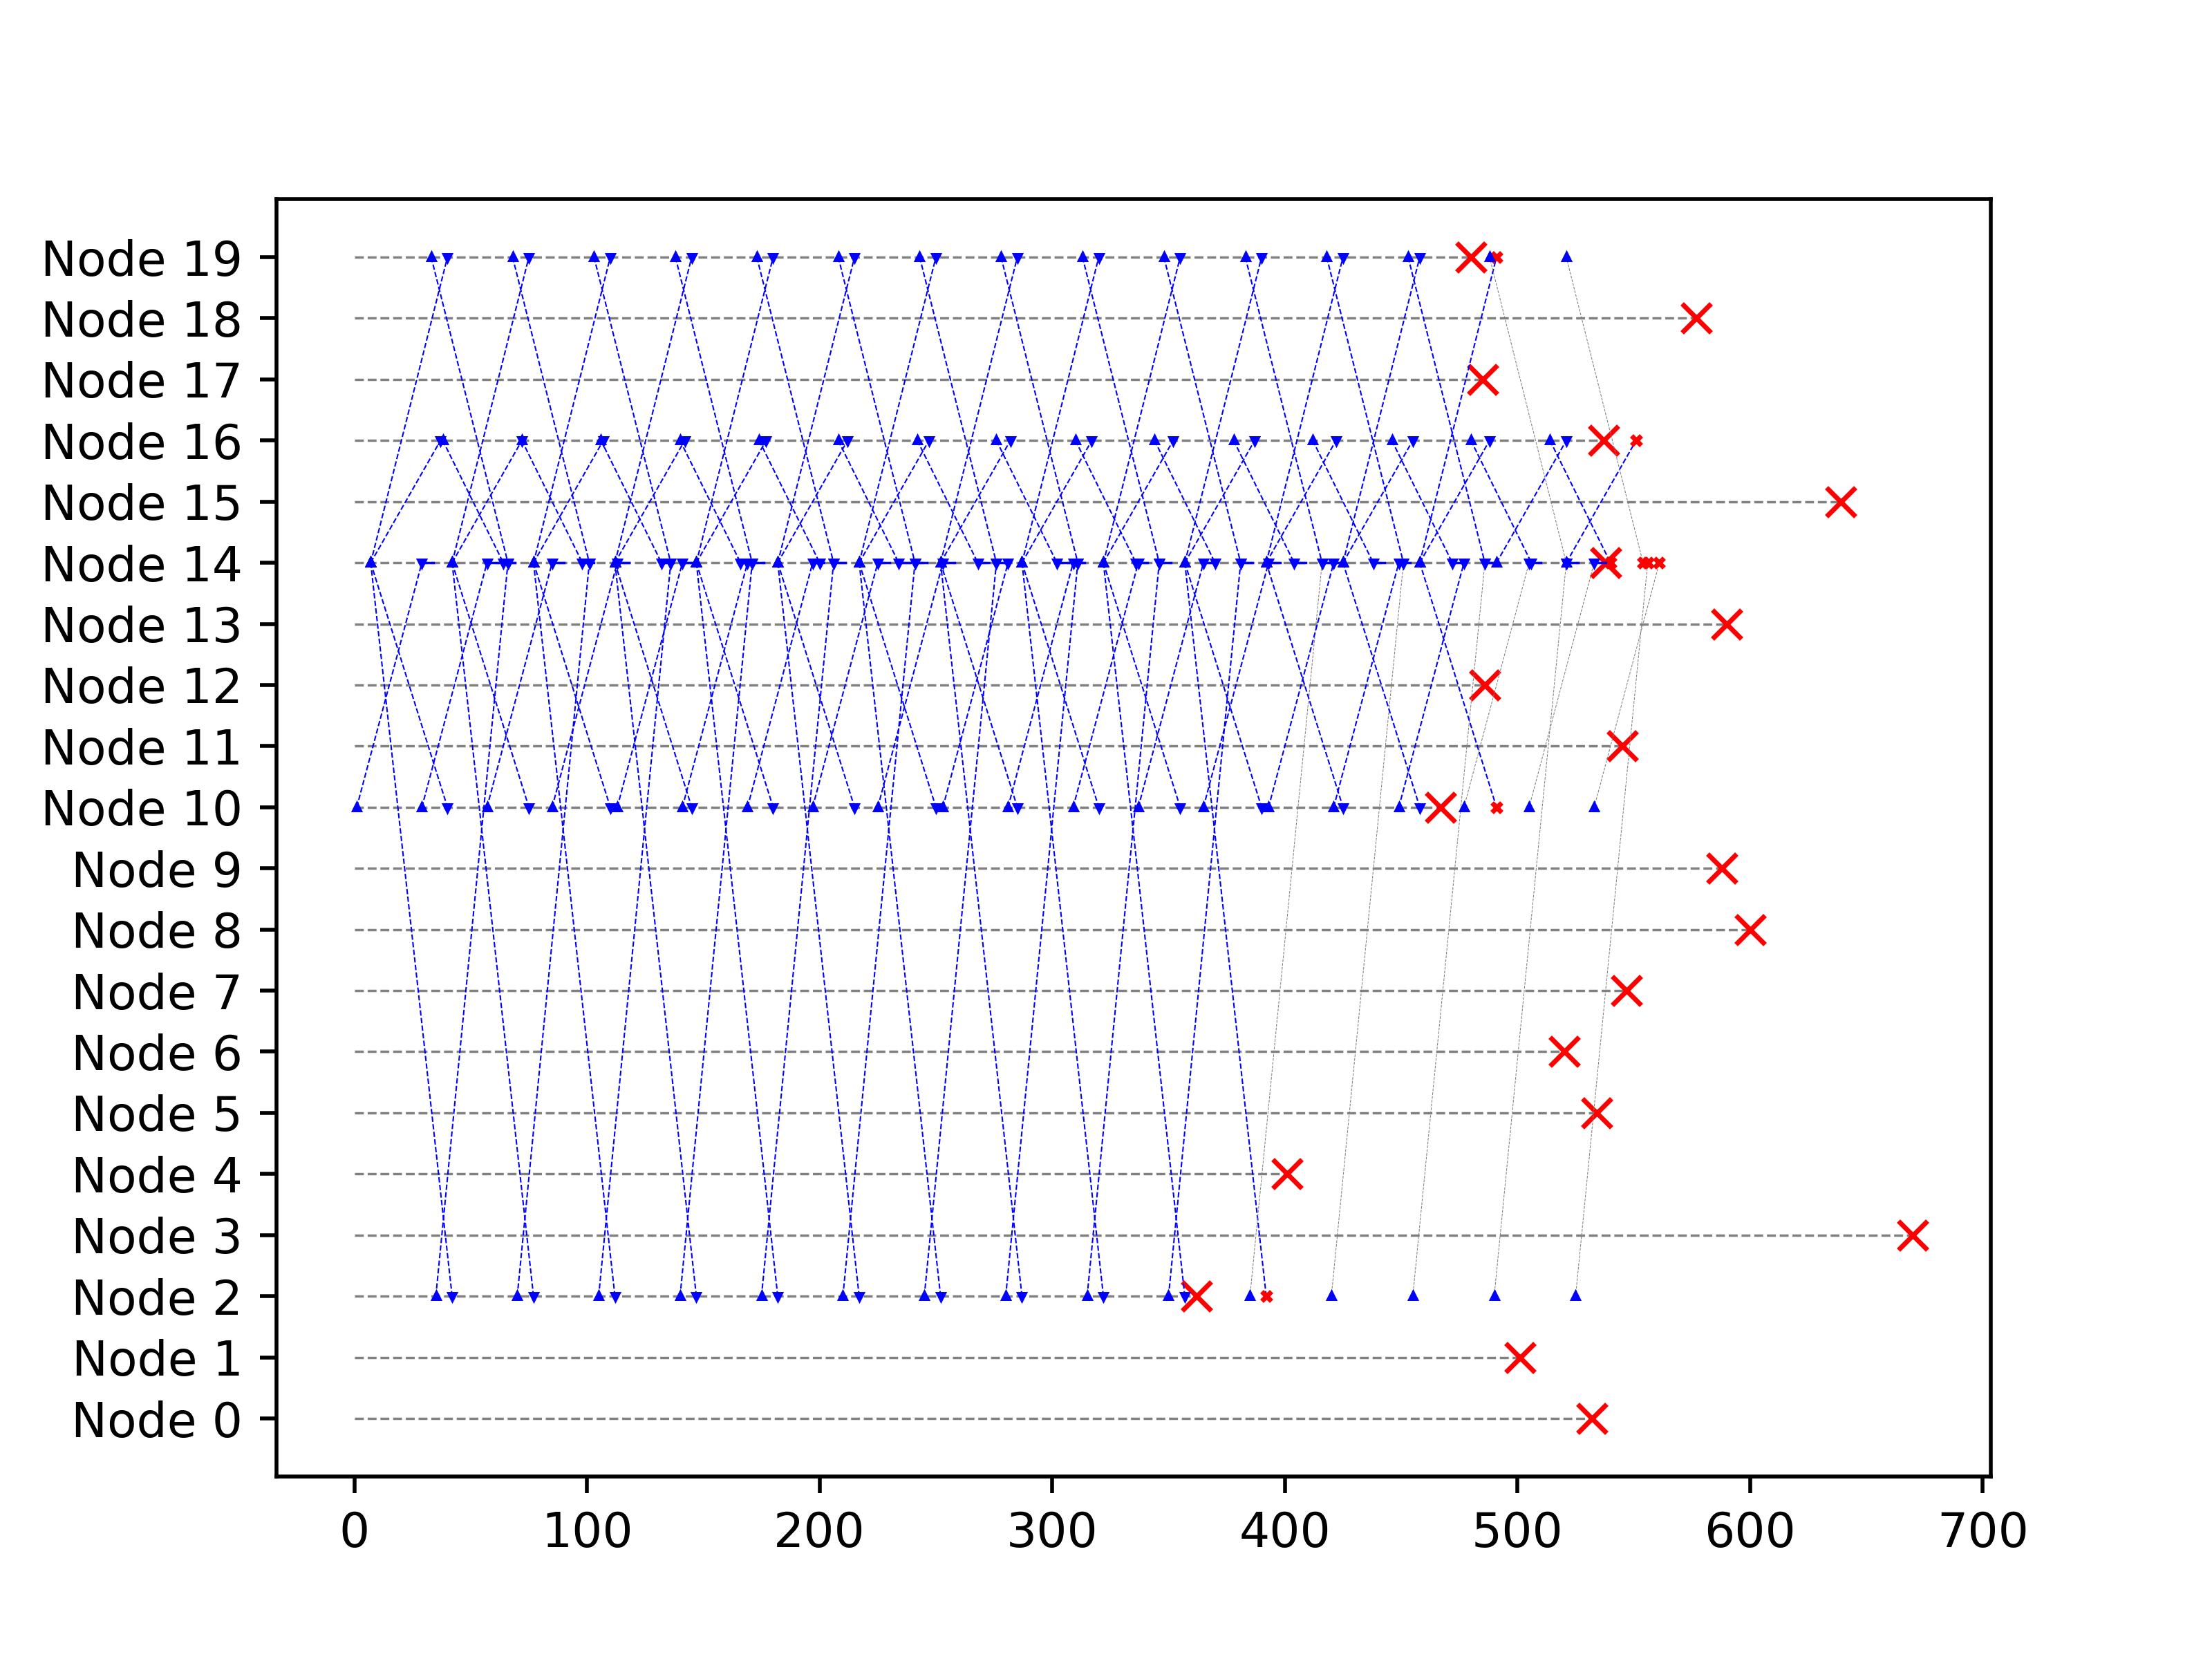 Node 19
Node 18
Node 17
Node 16
Node 15
Node 14
Node 13
Node 12
Node 11
Node 10
Node 9
Node 8
Node 7
Node 6
Node 5
Node 4
Node 3
Node 2
Node 1
Node 0
0 100 200 300 400 500 600 700